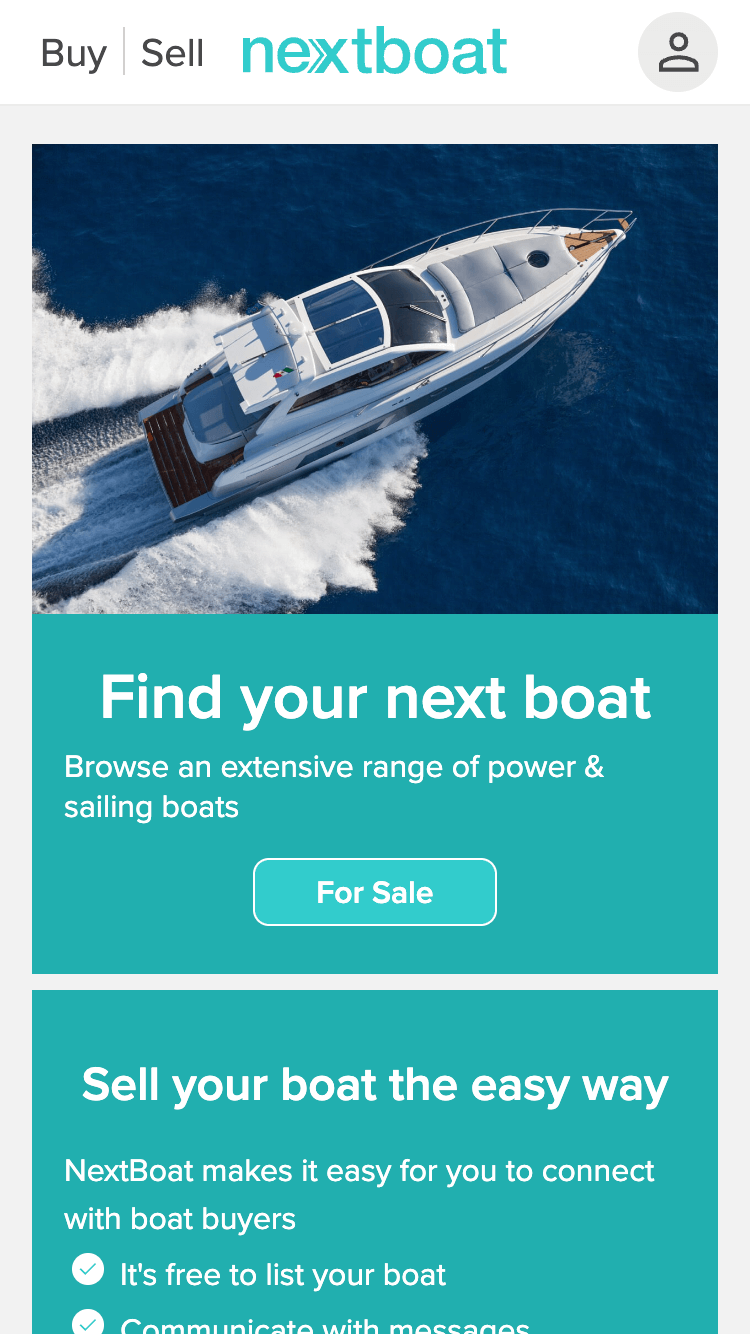 Buy
Sell
nextboat
Find your next boat
Browse an extensive range of power &
sailing boats
For Sale
Sell your boat the easy way
NextBoat makes it easy for you to connect
with boat buyers
It's free to list your boat
Communicate with messages